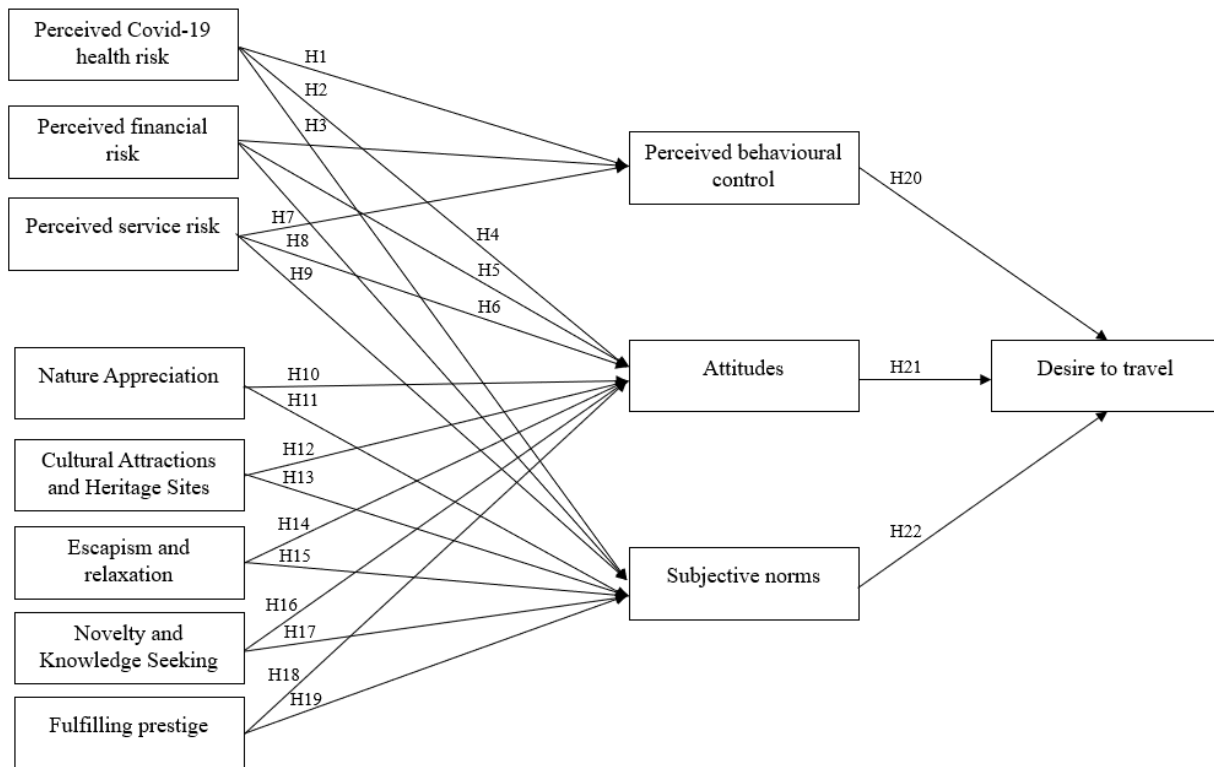 Perceived Covid-19
health risk
Perceived financial
risk
Perceived service risk
Nature Appreciation
Cultural Attractions
and Heritage Sites
Escapism and
relaxation
Novelty and
Knowledge Seeking
Fulfilling prestige
H1
H2
H3
H7
H8
H9
H4
H5
H6
H10
H11
H12
H13
H14
H15
H16
H17
H18
H19
Perceived behavioural
control
Attitudes
Subjective norms
H20
H21
H22
Desire to travel